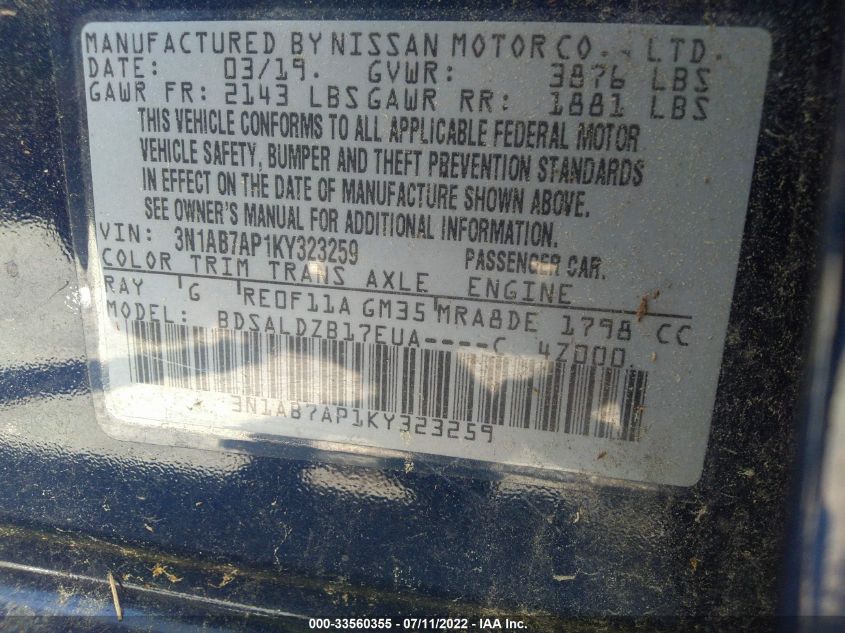 MANUFACTURED BY NISSAN MOTOR CO., LTD.
DATE: 03/19. GVWR: 3876 LBS
GAWR FR: 2143 LBS GAWR RR: 1881 LBS
THIS VEHICLE CONFORMS TO ALL APPLICABLE FEDERAL MOTOR
VEHICLE SAFETY, BUMPER AND THEFT PREVENTION STANDARDS
IN EFFECT ON THE DATE OF MANUFACTURE SHOWN ABOVE.
SEE OWNER'S MANUAL FOR ADDITIONAL INFORMATION.
VIN: 3N1AB7AP1KY323259 PASSENGER CAR.
COLOR TRIM TRANS AXLE ENGINE
RAY G RE0F11A GM35 MRA8DE 1798 CC
MODEL: BDSALDZB17EUA----C 4Z000
3N1AB7AP1KY323259
000-33560355 - 07/11/2022 - IAA Inc.